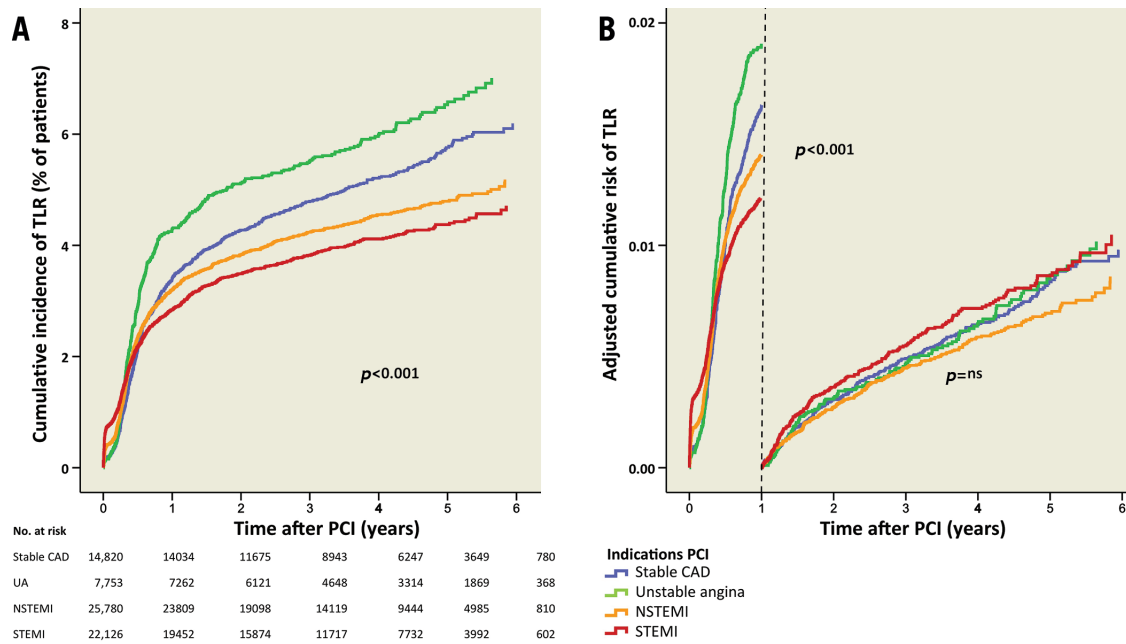 A
Cumulative incidence of TLR (% of patients)
8
6
4
2
0
p<0.001
0 1 2 3 4 5 6
Time after PCI (years)
No. at risk
Stable CAD 14,820 14034 11675 8943 6247 3649 780
UA 7,753 7262 6121 4648 3314 1869 368
NSTEMI 25,780 23809 19098 14119 9444 4985 810
STEMI 22,126 19452 15874 11717 7732 3992 602
B
Adjusted cumulative risk of TLR
0.02
0.01
0.00
p<0.001
p=ns
0 1 2 3 4 5 6
Time after PCI (years)
Indications PCI
Stable CAD
Unstable angina
NSTEMI
STEMI